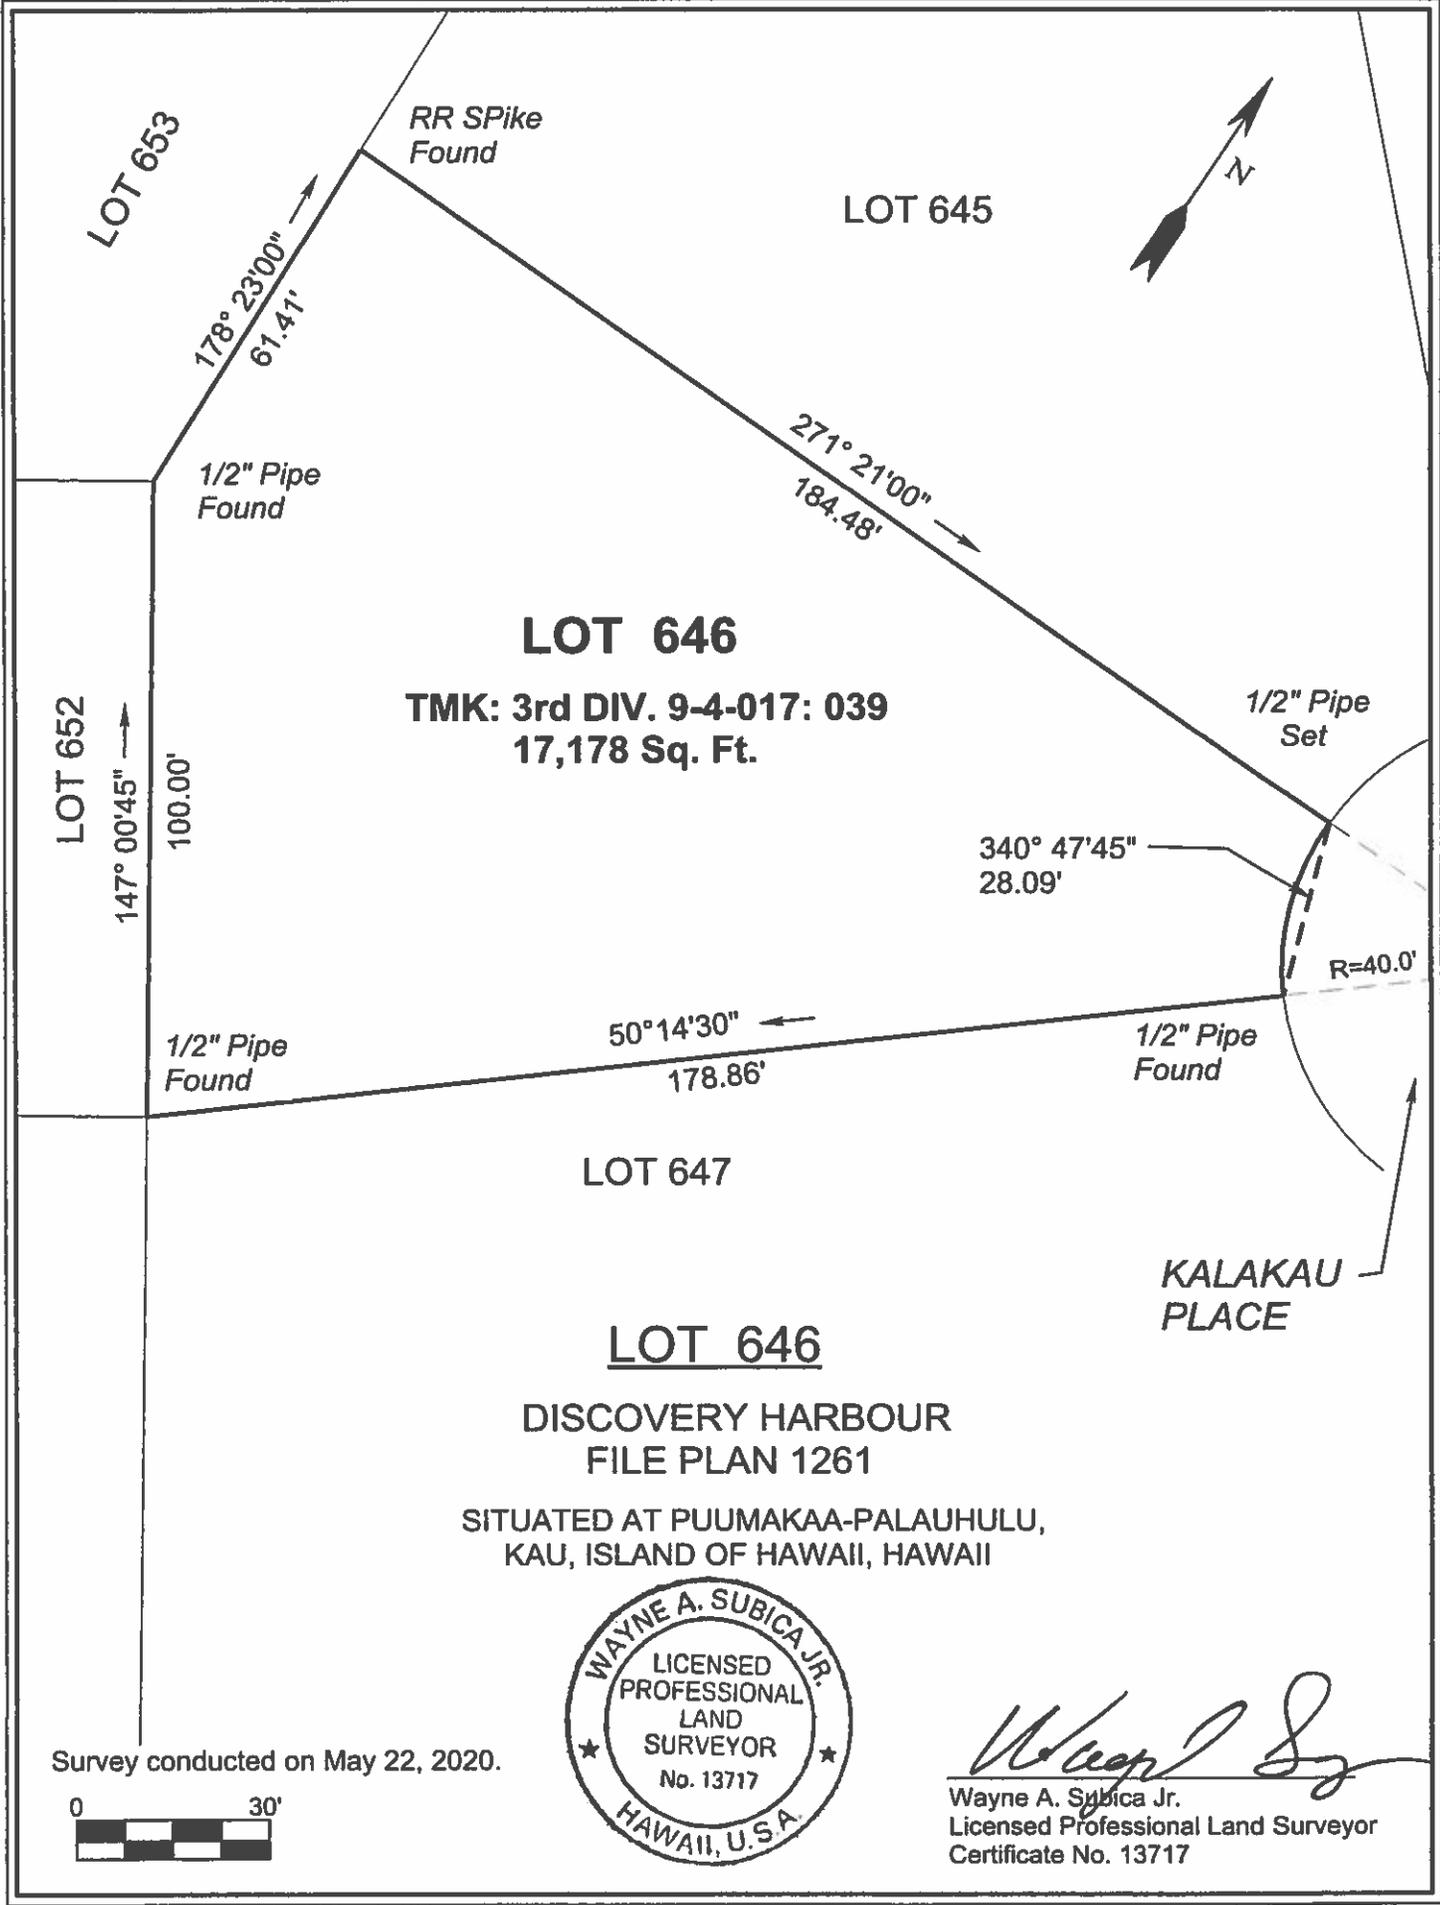 RR SPike
Found
LOT 653
N
LOT 645
178° 23'00"
61.41'
1/2" Pipe
Found
271° 21'00"
184.48'
LOT 646
TMK: 3rd DIV. 9-4-017: 039
17,178 Sq. Ft.
LOT 652
147° 00'45"
100.00'
1/2" Pipe
Set
340° 47'45"
28.09'
R=40.0'
50°14'30"
178.86'
1/2" Pipe
Found
1/2" Pipe
Found
LOT 647
KALAKAU
PLACE
LOT 646
DISCOVERY HARBOUR
FILE PLAN 1261
SITUATED AT PUUMAKAA-PALAUHULU,
KAU, ISLAND OF HAWAII, HAWAII
WAYNE A. SUBICA JR.
LICENSED
PROFESSIONAL
LAND
SURVEYOR
No. 13717
HAWAII, U.S.A.
Survey conducted on May 22, 2020.
0 30'
Wayne A. Subica Jr.
Licensed Professional Land Surveyor
Certificate No. 13717